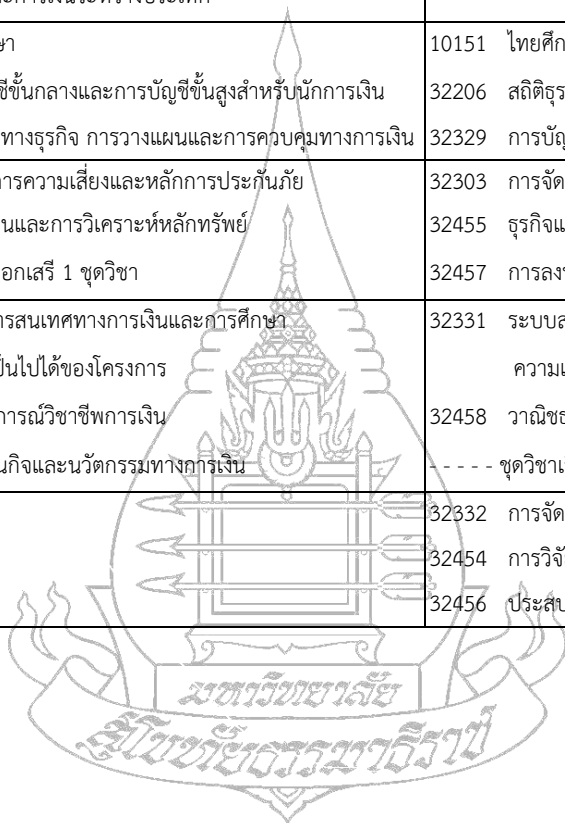 ษา
ชีขั้นกลางและการบัญชีขั้นสูงสำหรับนักการเงิน
ทางธุรกิจ การวางแผนและการควบคุมทางการเงิน
การความเสี่ยงและหลักการประกันภัย
นและการวิเคราะห์หลักทรัพย์
อกเสรี 1 ชุดวิชา
ารสนเทศทางการเงินและการศึกษา
ป็นไปได้ของโครงการ
การณ์วิชาชีพการเงิน
นกิจและนวัตกรรมทางการเงิน
10151 ไทยศึก
32206 สถิติธุร
32329 การบัญ
32303 การจัด
32455 ธุรกิจแ
32457 การลงท
32331 ระบบส
ความเ
32458 วาณิชธ
- - - - - ชุดวิชาเ
32332 การจัด
32454 การวิจั
32456 ประสบ
มหาวิทยาลัย
สุโขทัยธรรมาธิราช